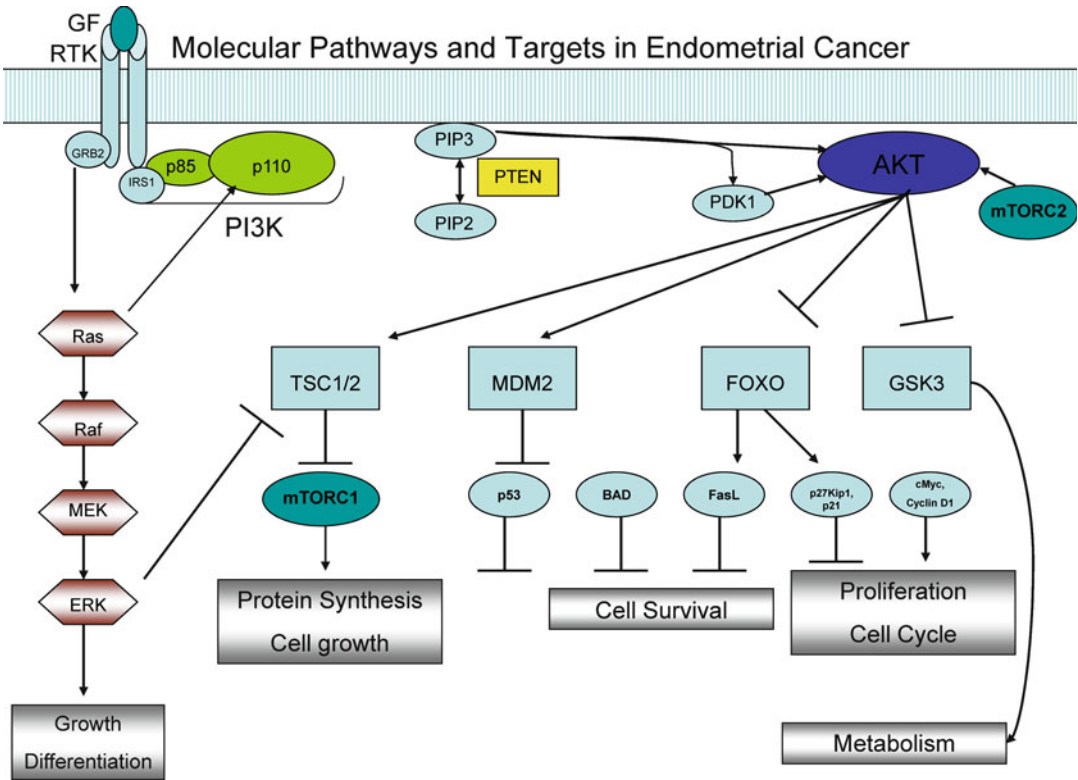 GF
RTK
Molecular Pathways and Targets in Endometrial Cancer
GRB2
IRS1
p85
p110
PI3K
PIP3
PTEN
PIP2
PDK1
AKT
mTORC2
Ras
Raf
MEK
ERK
Growth
Differentiation
TSC1/2
MDM2
FOXO
GSK3
mTORC1
p53
BAD
FasL
p27Kip1,
p21
cMyc,
Cyclin D1
Protein Synthesis
Cell growth
Cell Survival
Proliferation
Cell Cycle
Metabolism